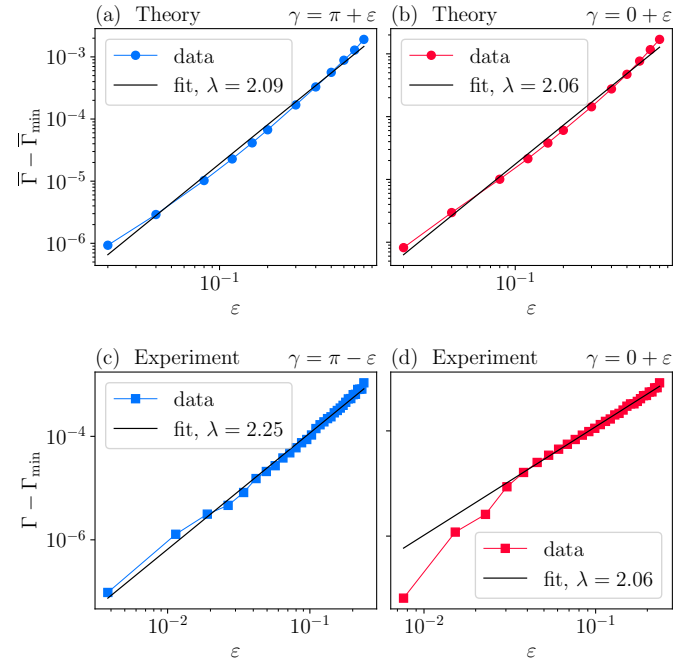 (a) Theory γ = π + ε
(b) Theory γ = 0 + ε
data
fit, λ = 2.09
data
fit, λ = 2.06
10⁻³
10⁻⁴
10⁻⁵
10⁻⁶
Γ̿ − Γ̿min
10⁻¹
10⁻¹
ε
ε
(c) Experiment γ = π − ε
(d) Experiment γ = 0 + ε
data
fit, λ = 2.25
data
fit, λ = 2.06
10⁻⁴
10⁻⁶
Γ − Γmin
10⁻²
10⁻¹
10⁻²
10⁻¹
ε
ε